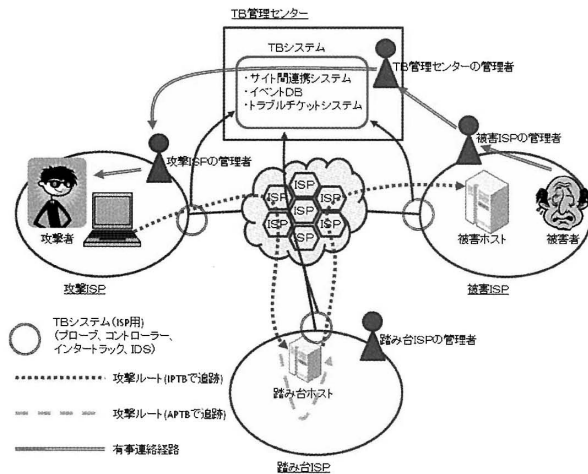 TB管理センター
TBシステム
・サイト間連携システム
・イベントDB
・トラブルチケットシステム
TB管理センターの管理者
攻撃ISPの管理者
被害ISPの管理者
攻撃者
ISP
ISP
ISP
ISP
ISP
ISP
ISP
被害ホスト
被害者
攻撃ISP
被害ISP
TBシステム(ISP用)
(プローブ、コントローラー、
インタートラック、IDS)
踏み台ISPの管理者
踏み台ホスト
攻撃ルート(IPTBで追跡)
攻撃ルート(APTBで追跡)
有事連絡経路
踏み台ISP